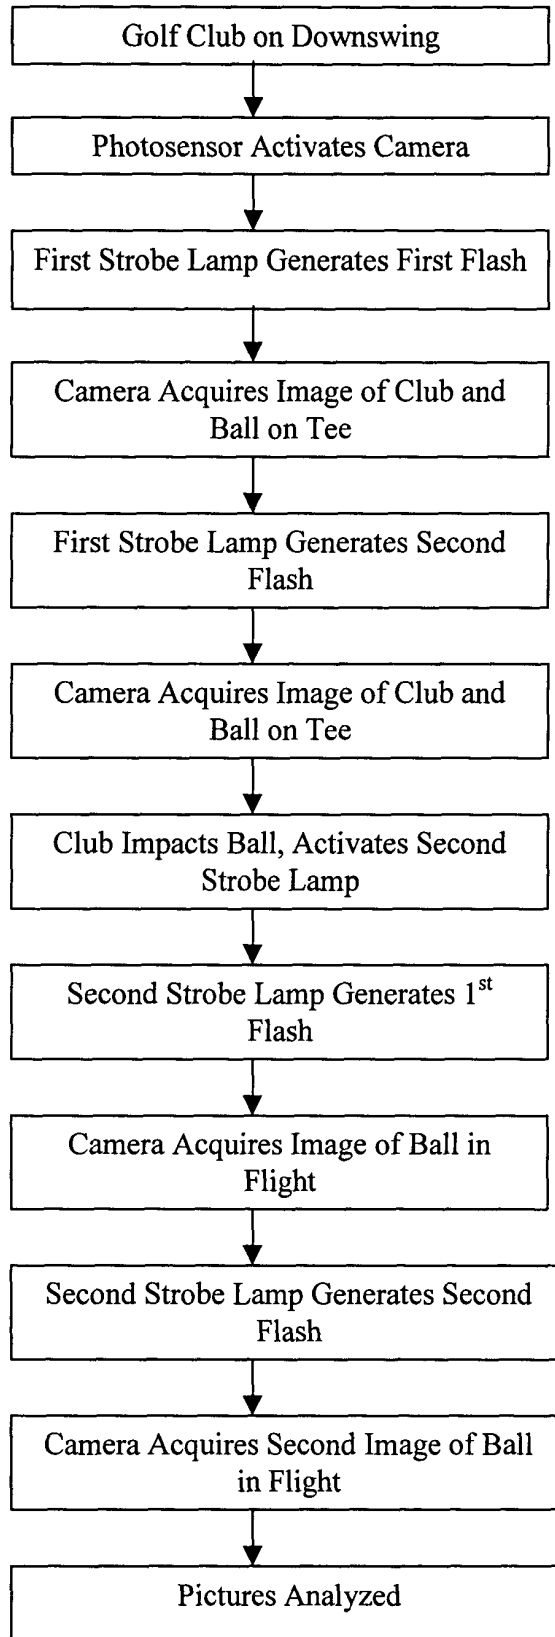 Golf Club on Downswing
Photosensor Activates Camera
First Strobe Lamp Generates First Flash
Camera Acquires Image of Club and
Ball on Tee
First Strobe Lamp Generates Second
Flash
Camera Acquires Image of Club and
Ball on Tee
Club Impacts Ball, Activates Second
Strobe Lamp
Second Strobe Lamp Generates 1st
Flash
Camera Acquires Image of Ball in
Flight
Second Strobe Lamp Generates Second
Flash
Camera Acquires Second Image of Ball
in Flight
Pictures Analyzed